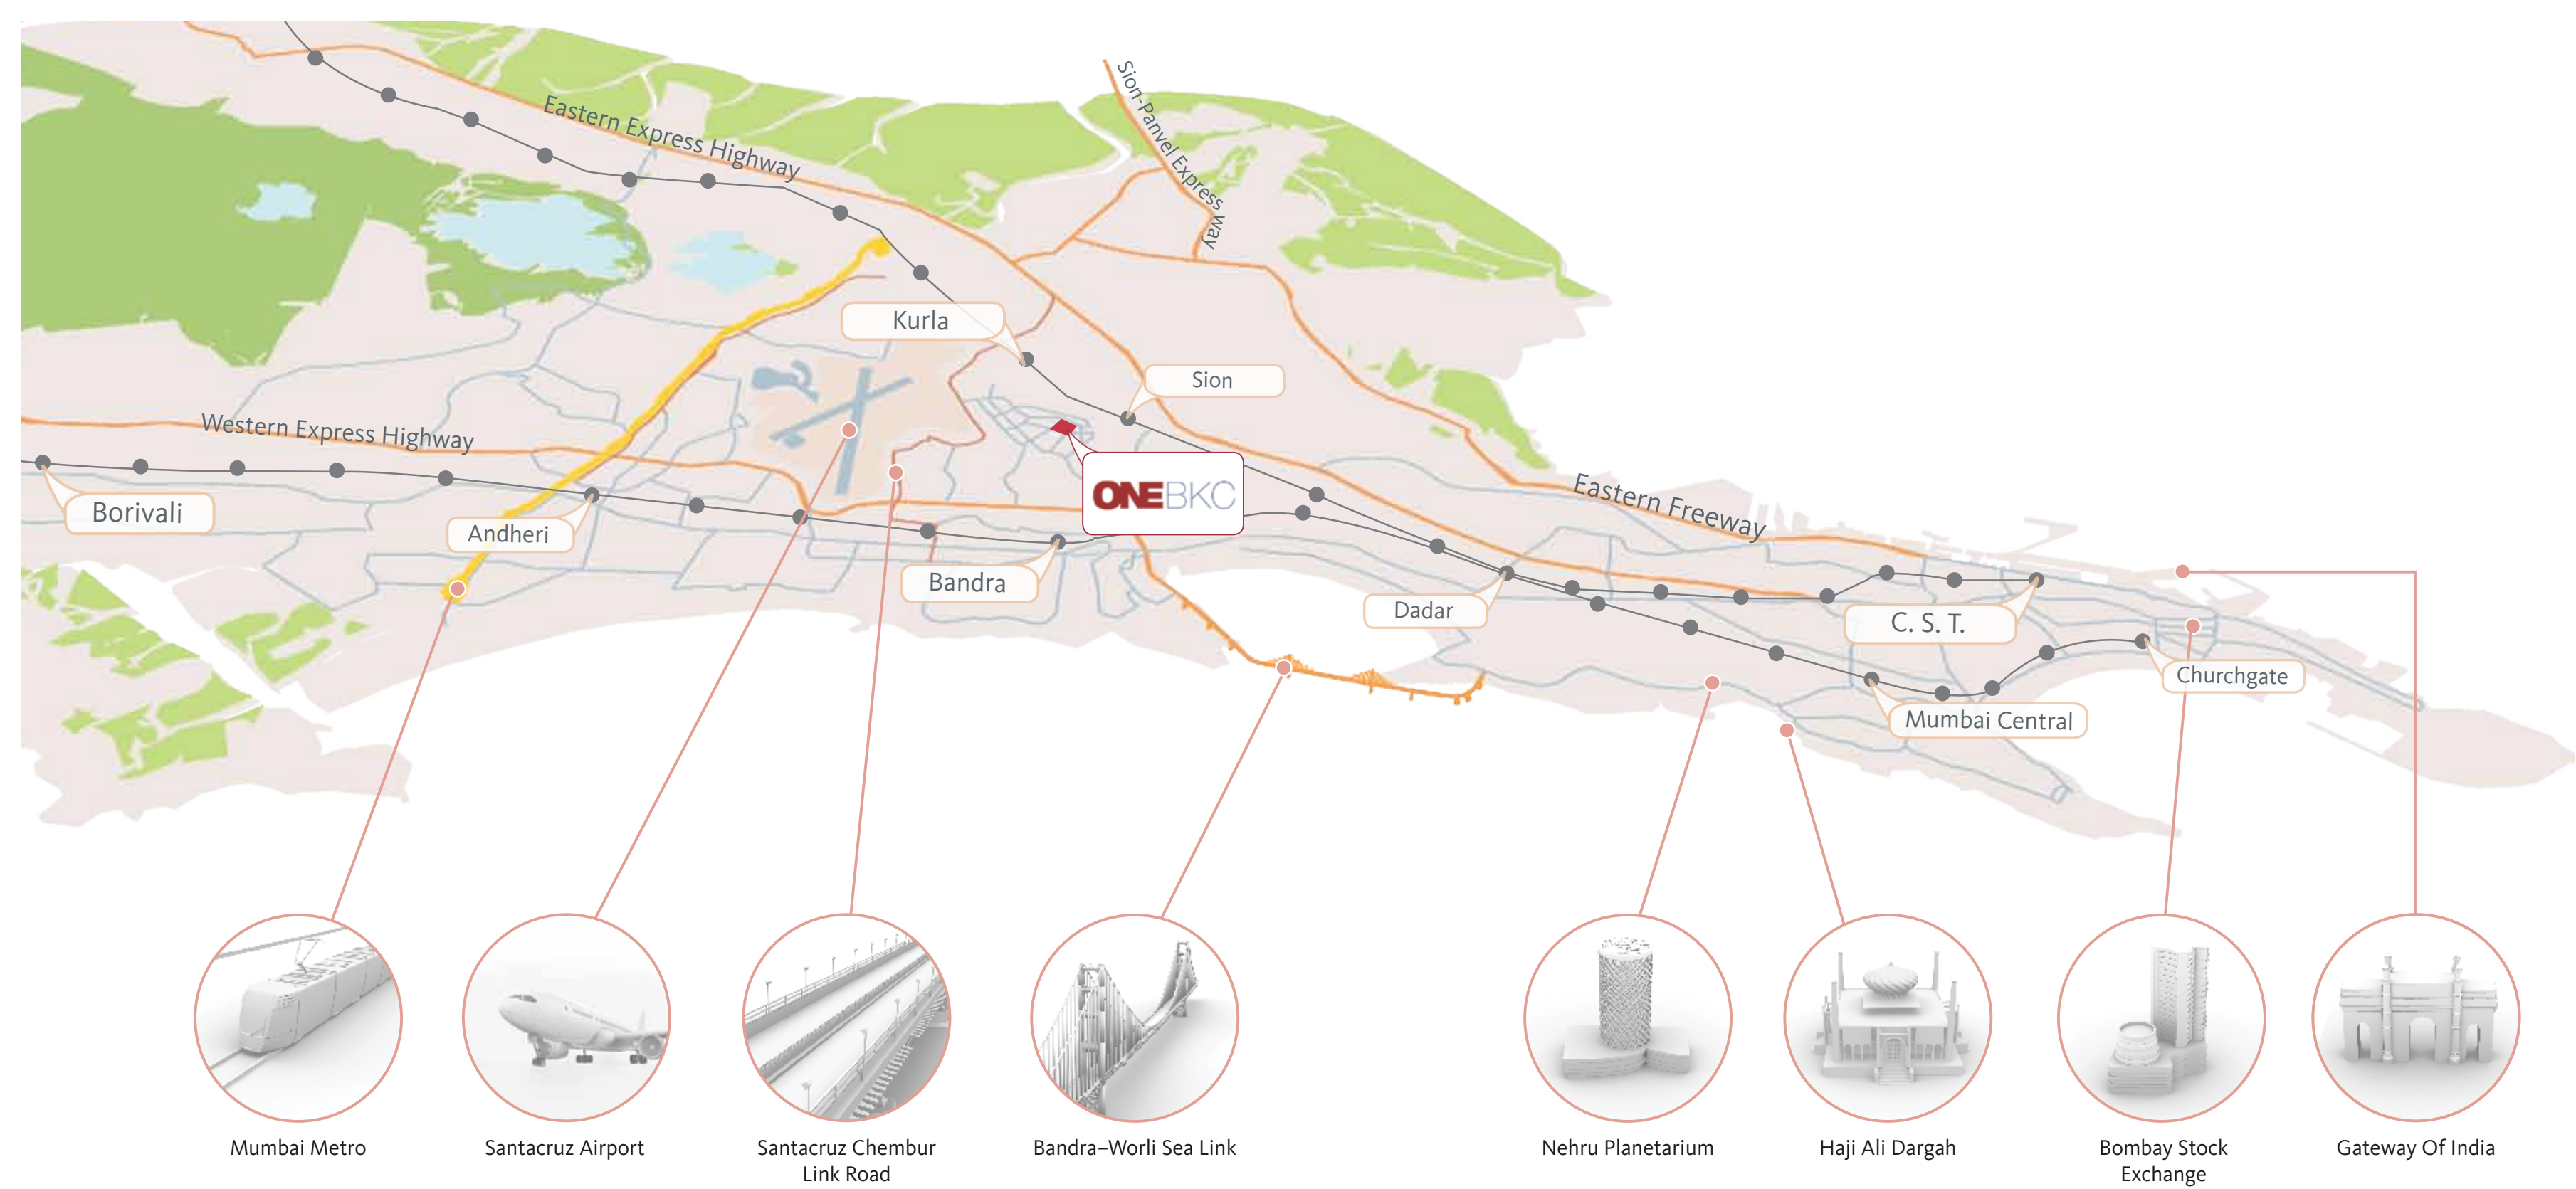 Eastern Express Highway
Sion-Panvel Express way
Kurla
Sion
Western Express Highway
ONEBKC
Borivali
Andheri
Bandra
Eastern Freeway
Dadar
C. S. T.
Churchgate
Mumbai Central
Mumbai Metro
Santacruz Airport
Santacruz Chembur
Link Road
Bandra–Worli Sea Link
Nehru Planetarium
Haji Ali Dargah
Bombay Stock
Exchange
Gateway Of India